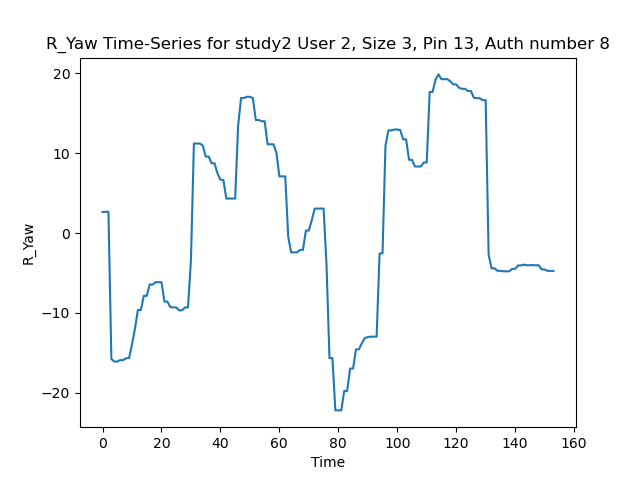 R_Yaw Time-Series for study2 User 2, Size 3, Pin 13, Auth number 8
20
10
0
−10
−20
R_Yaw
0 20 40 60 80 100 120 140 160
Time